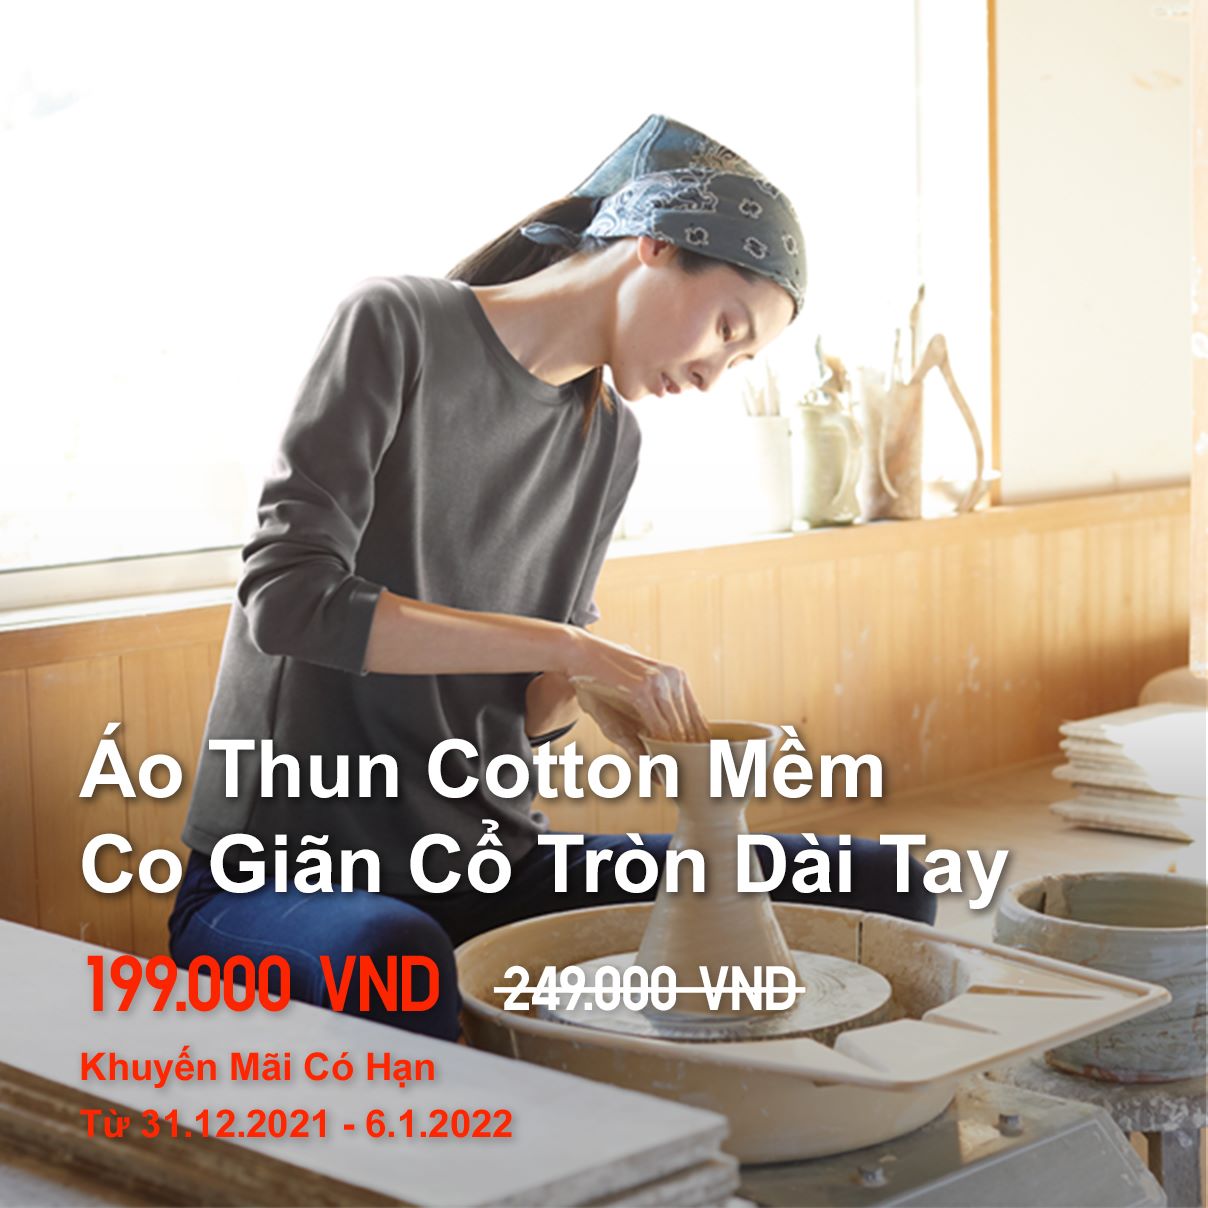 Áo Thun Cotton Mềm
Co Giãn Cổ Tròn Dài Tay
199.000 VND 249.000 VND
Khuyến Mãi Có Hạn
Từ 31.12.2021 - 6.1.2022